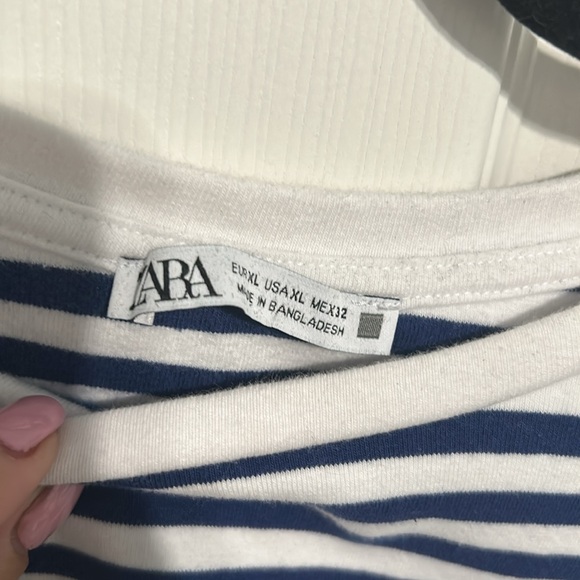 ZARA
EUR XL USA XL MEX 32
MADE IN BANGLADESH